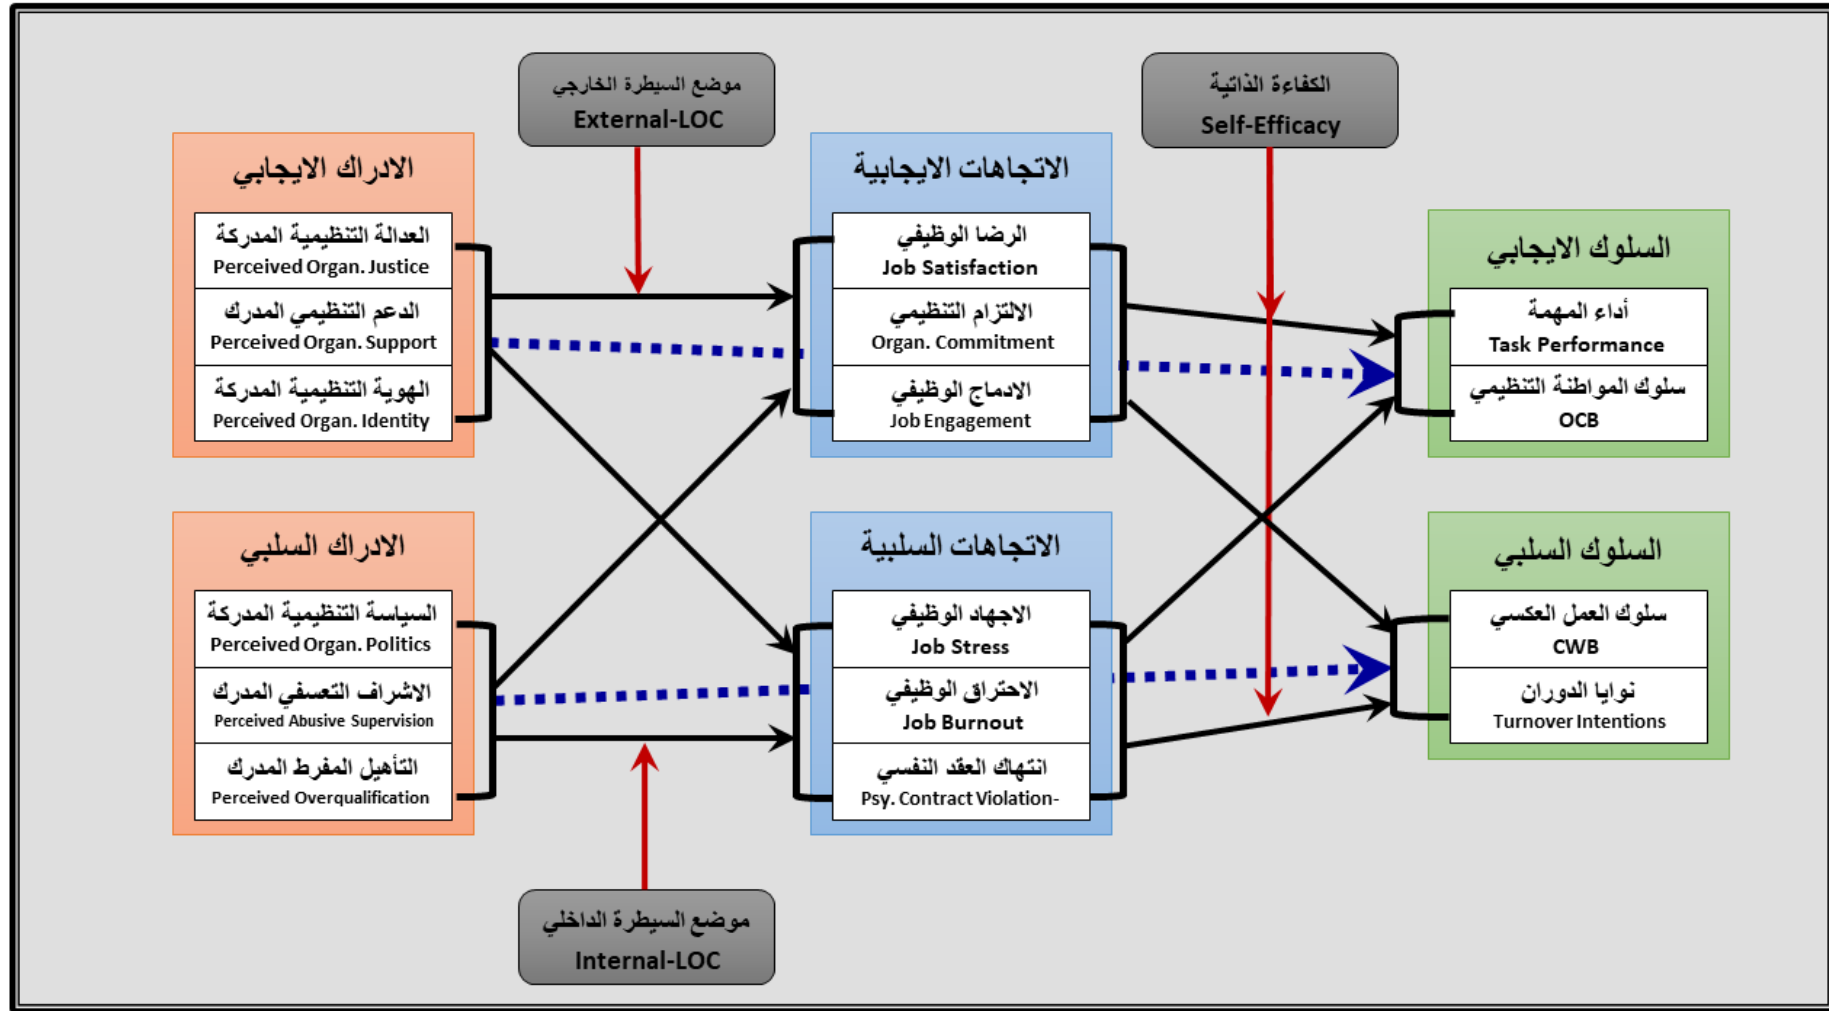 موضع السيطرة الخارجي
External-LOC
الكفاءة الذاتية
Self-Efficacy
الادراك الايجابي
العدالة التنظيمية المدركة
Perceived Organ. Justice
الدعم التنظيمي المدرك
Perceived Organ. Support
الهوية التنظيمية المدركة
Perceived Organ. Identity
الاتجاهات الايجابية
الرضا الوظيفي
Job Satisfaction
الالتزام التنظيمي
Organ. Commitment
الادماج الوظيفي
Job Engagement
السلوك الايجابي
أداء المهمة
Task Performance
سلوك المواطنة التنظيمي
OCB
الادراك السلبي
السياسة التنظيمية المدركة
Perceived Organ. Politics
الاشراف التعسفي المدرك
Perceived Abusive Supervision
التأهيل المفرط المدرك
Perceived Overqualification
الاتجاهات السلبية
الاجهاد الوظيفي
Job Stress
الاحتراق الوظيفي
Job Burnout
انتهاك العقد النفسي
Psy. Contract Violation-
السلوك السلبي
سلوك العمل العكسي
CWB
نوايا الدوران
Turnover Intentions
موضع السيطرة الداخلي
Internal-LOC